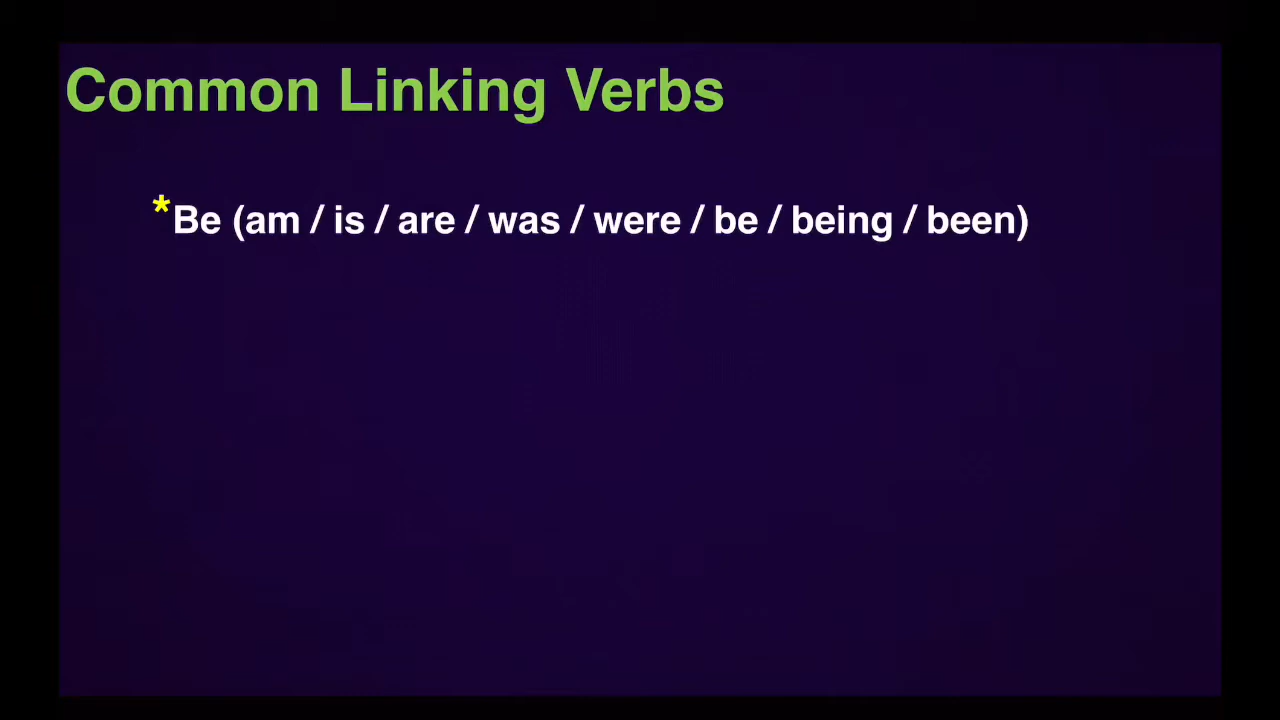 Common Linking Verbs
*Be (am / is / are / was / were / be / being / been)